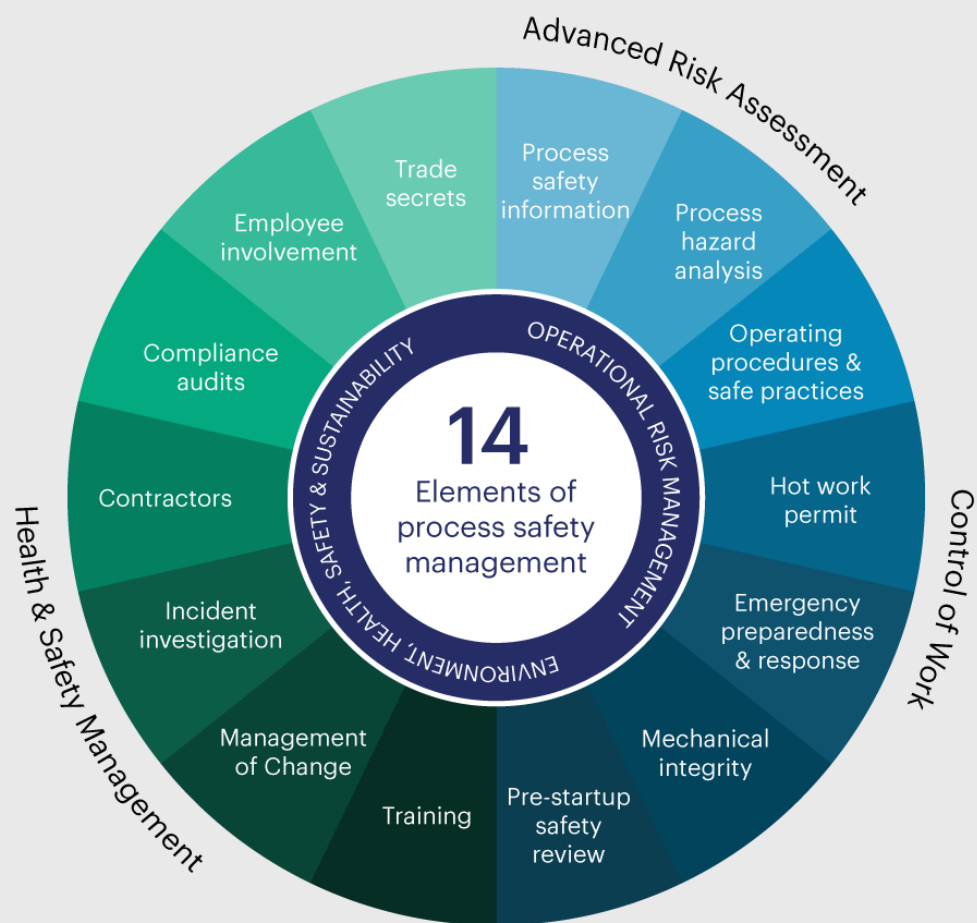 Advanced Risk Assessment
Process
safety
information
Process
hazard
analysis
Operating
procedures &
safe practices
Hot work
permit
Emergency
preparedness
& response
Mechanical
integrity
Pre-startup
safety
review
Training
Management
of Change
Incident
investigation
Contractors
Compliance
audits
Employee
involvement
Trade
secrets
Control of Work
Health & Safety Management
OPERATIONAL RISK MANAGEMENT
ENVIRONMENT, HEALTH, SAFETY & SUSTAINABILITY
14
Elements of
process safety
management